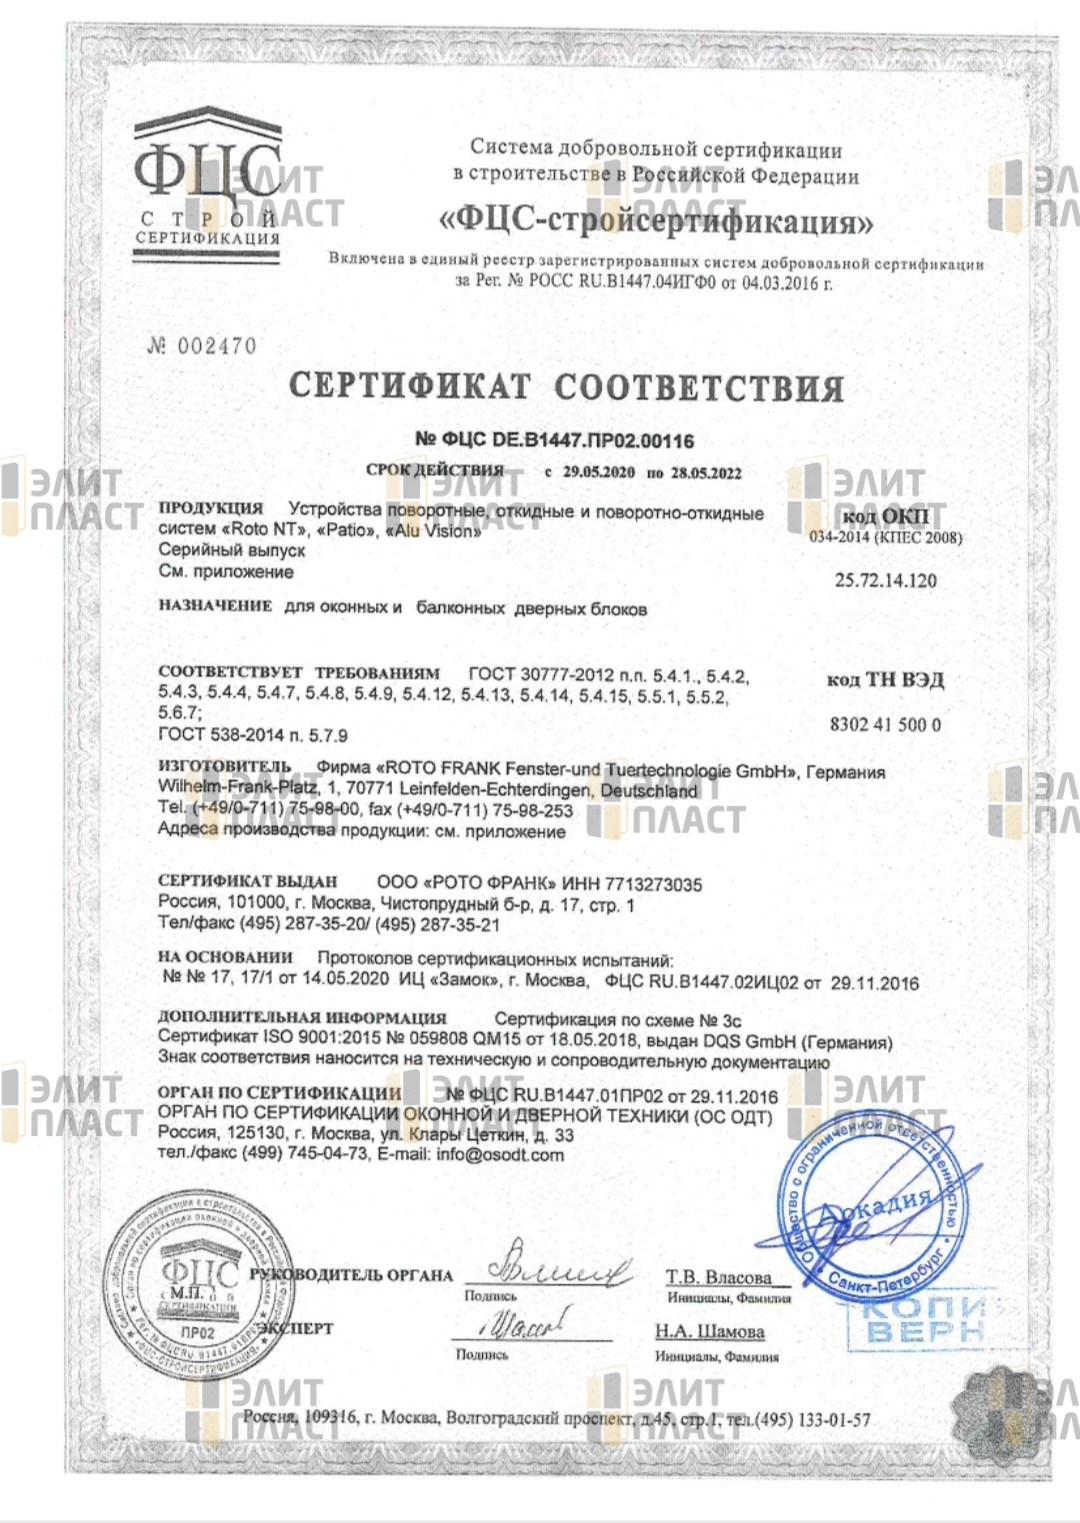 ФЦС
СТРОЙ
СЕРТИФИКАЦИЯ
Система добровольной сертификации
в строительстве в Российской Федерации
«ФЦС-стройсертификация»
Включена в единый реестр зарегистрированных систем добровольной сертификации
за Рег. № РОСС RU.В1447.04ИГФ0 от 04.03.2016 г.
№ 002470
СЕРТИФИКАТ СООТВЕТСТВИЯ
№ ФЦС DE.В1447.ПР02.00116
СРОК ДЕЙСТВИЯ с 29.05.2020 по 28.05.2022
ПРОДУКЦИЯ Устройства поворотные, откидные и поворотно-откидные
систем «Roto NT», «Patio», «Alu Vision»
Серийный выпуск
См. приложение
код ОКП
034-2014 (КПЕС 2008)
25.72.14.120
НАЗНАЧЕНИЕ для оконных и балконных дверных блоков
СООТВЕТСТВУЕТ ТРЕБОВАНИЯМ ГОСТ 30777-2012 п.п. 5.4.1., 5.4.2,
5.4.3, 5.4.4, 5.4.7, 5.4.8, 5.4.9, 5.4.12, 5.4.13, 5.4.14, 5.4.15, 5.5.1, 5.5.2,
5.6.7;
ГОСТ 538-2014 п. 5.7.9
код ТН ВЭД
8302 41 500 0
ИЗГОТОВИТЕЛЬ Фирма «ROTO FRANK Fenster-und Tuertechnologie GmbH», Германия
Wilhelm-Frank-Platz, 1, 70771 Leinfelden-Echterdingen, Deutschland
Tel. (+49/0-711) 75-98-00, fax (+49/0-711) 75-98-253
Адреса производства продукции: см. приложение
СЕРТИФИКАТ ВЫДАН ООО «РОТО ФРАНК» ИНН 7713273035
Россия, 101000, г. Москва, Чистопрудный б-р, д. 17, стр. 1
Тел/факс (495) 287-35-20/ (495) 287-35-21
НА ОСНОВАНИИ Протоколов сертификационных испытаний:
№ № 17, 17/1 от 14.05.2020 ИЦ «Замок», г. Москва, ФЦС RU.В1447.02ИЦ02 от 29.11.2016
ДОПОЛНИТЕЛЬНАЯ ИНФОРМАЦИЯ Сертификация по схеме № 3с
Сертификат ISO 9001:2015 № 059808 QM15 от 18.05.2018, выдан DQS GmbH (Германия)
Знак соответствия наносится на техническую и сопроводительную документацию
ОРГАН ПО СЕРТИФИКАЦИИ № ФЦС RU.В1447.01ПР02 от 29.11.2016
ОРГАН ПО СЕРТИФИКАЦИИ ОКОННОЙ И ДВЕРНОЙ ТЕХНИКИ (ОС ОДТ)
Россия, 125130, г. Москва, ул. Клары Цеткин, д. 33
тел./факс (499) 745-04-73, E-mail: info@osodt.com
Общество с ограниченной ответственностью
Аркадия
Санкт-Петербург
ФЦС
М.П.
ПР02
РУКОВОДИТЕЛЬ ОРГАНА
Подпись
Т.В. Власова
Инициалы, Фамилия
ЭКСПЕРТ
Подпись
Н.А. Шамова
Инициалы, Фамилия
КОПИ
ВЕРН
Россия, 109316, г. Москва, Волгоградский проспект, д.45, стр.1, тел.(495) 133-01-57
ЭЛИТ
ПЛАСТ